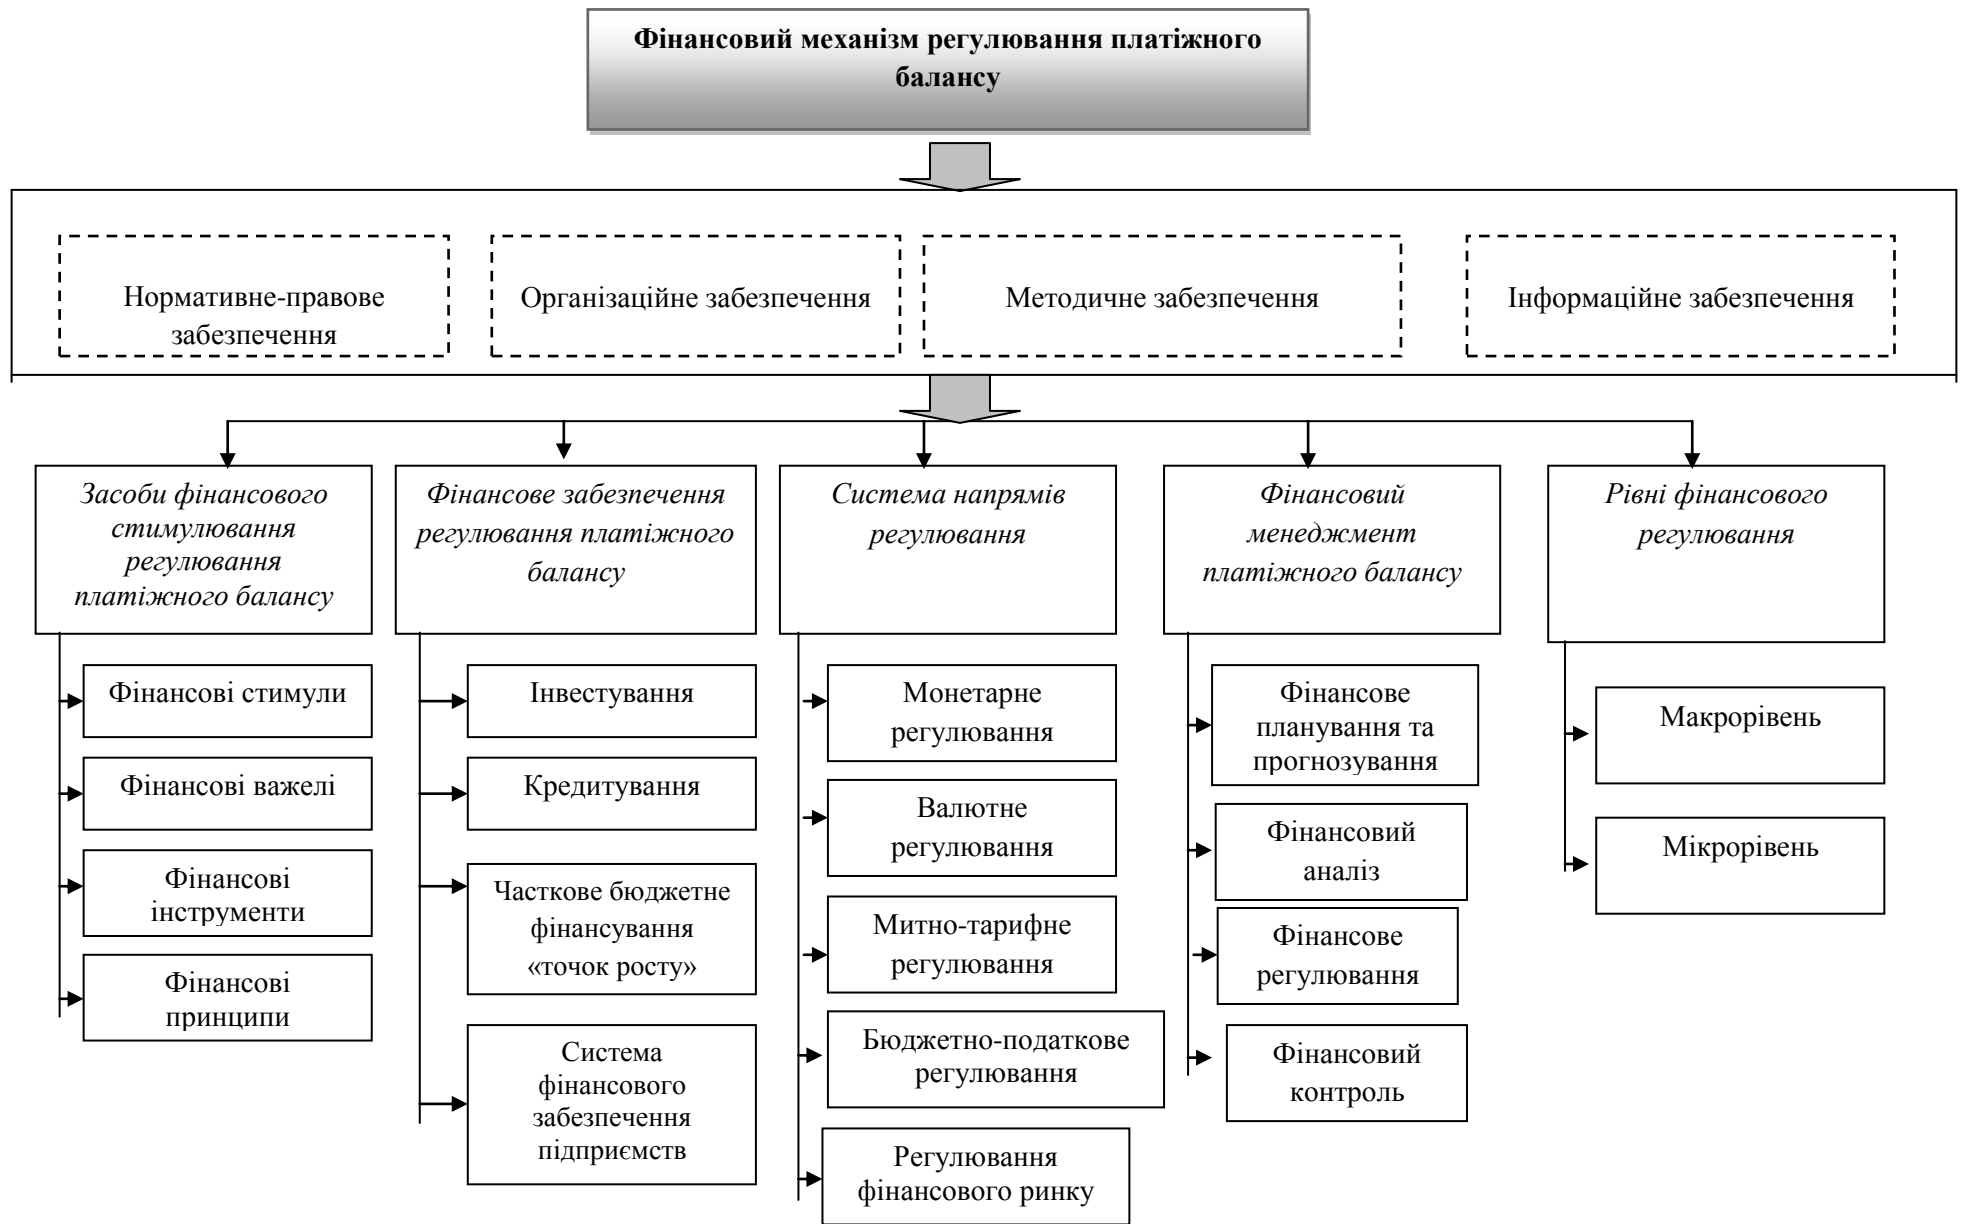 Фінансовий механізм регулювання платіжного
балансу
Нормативне-правове
забезпечення
Організаційне забезпечення
Методичне забезпечення
Інформаційне забезпечення
Засоби фінансового
стимулювання
регулювання
платіжного балансу
Фінансове забезпечення
регулювання платіжного
балансу
Система напрямів
регулювання
Фінансовий
менеджмент
платіжного балансу
Рівні фінансового
регулювання
Фінансові стимули
Фінансові важелі
Фінансові
інструменти
Фінансові
принципи
Інвестування
Кредитування
Часткове бюджетне
фінансування
«точок росту»
Система
фінансового
забезпечення
підприємств
Монетарне
регулювання
Валютне
регулювання
Митно-тарифне
регулювання
Бюджетно-податкове
регулювання
Регулювання
фінансового ринку
Фінансове
планування та
прогнозування
Фінансовий
аналіз
Фінансове
регулювання
Фінансовий
контроль
Макрорівень
Мікрорівень